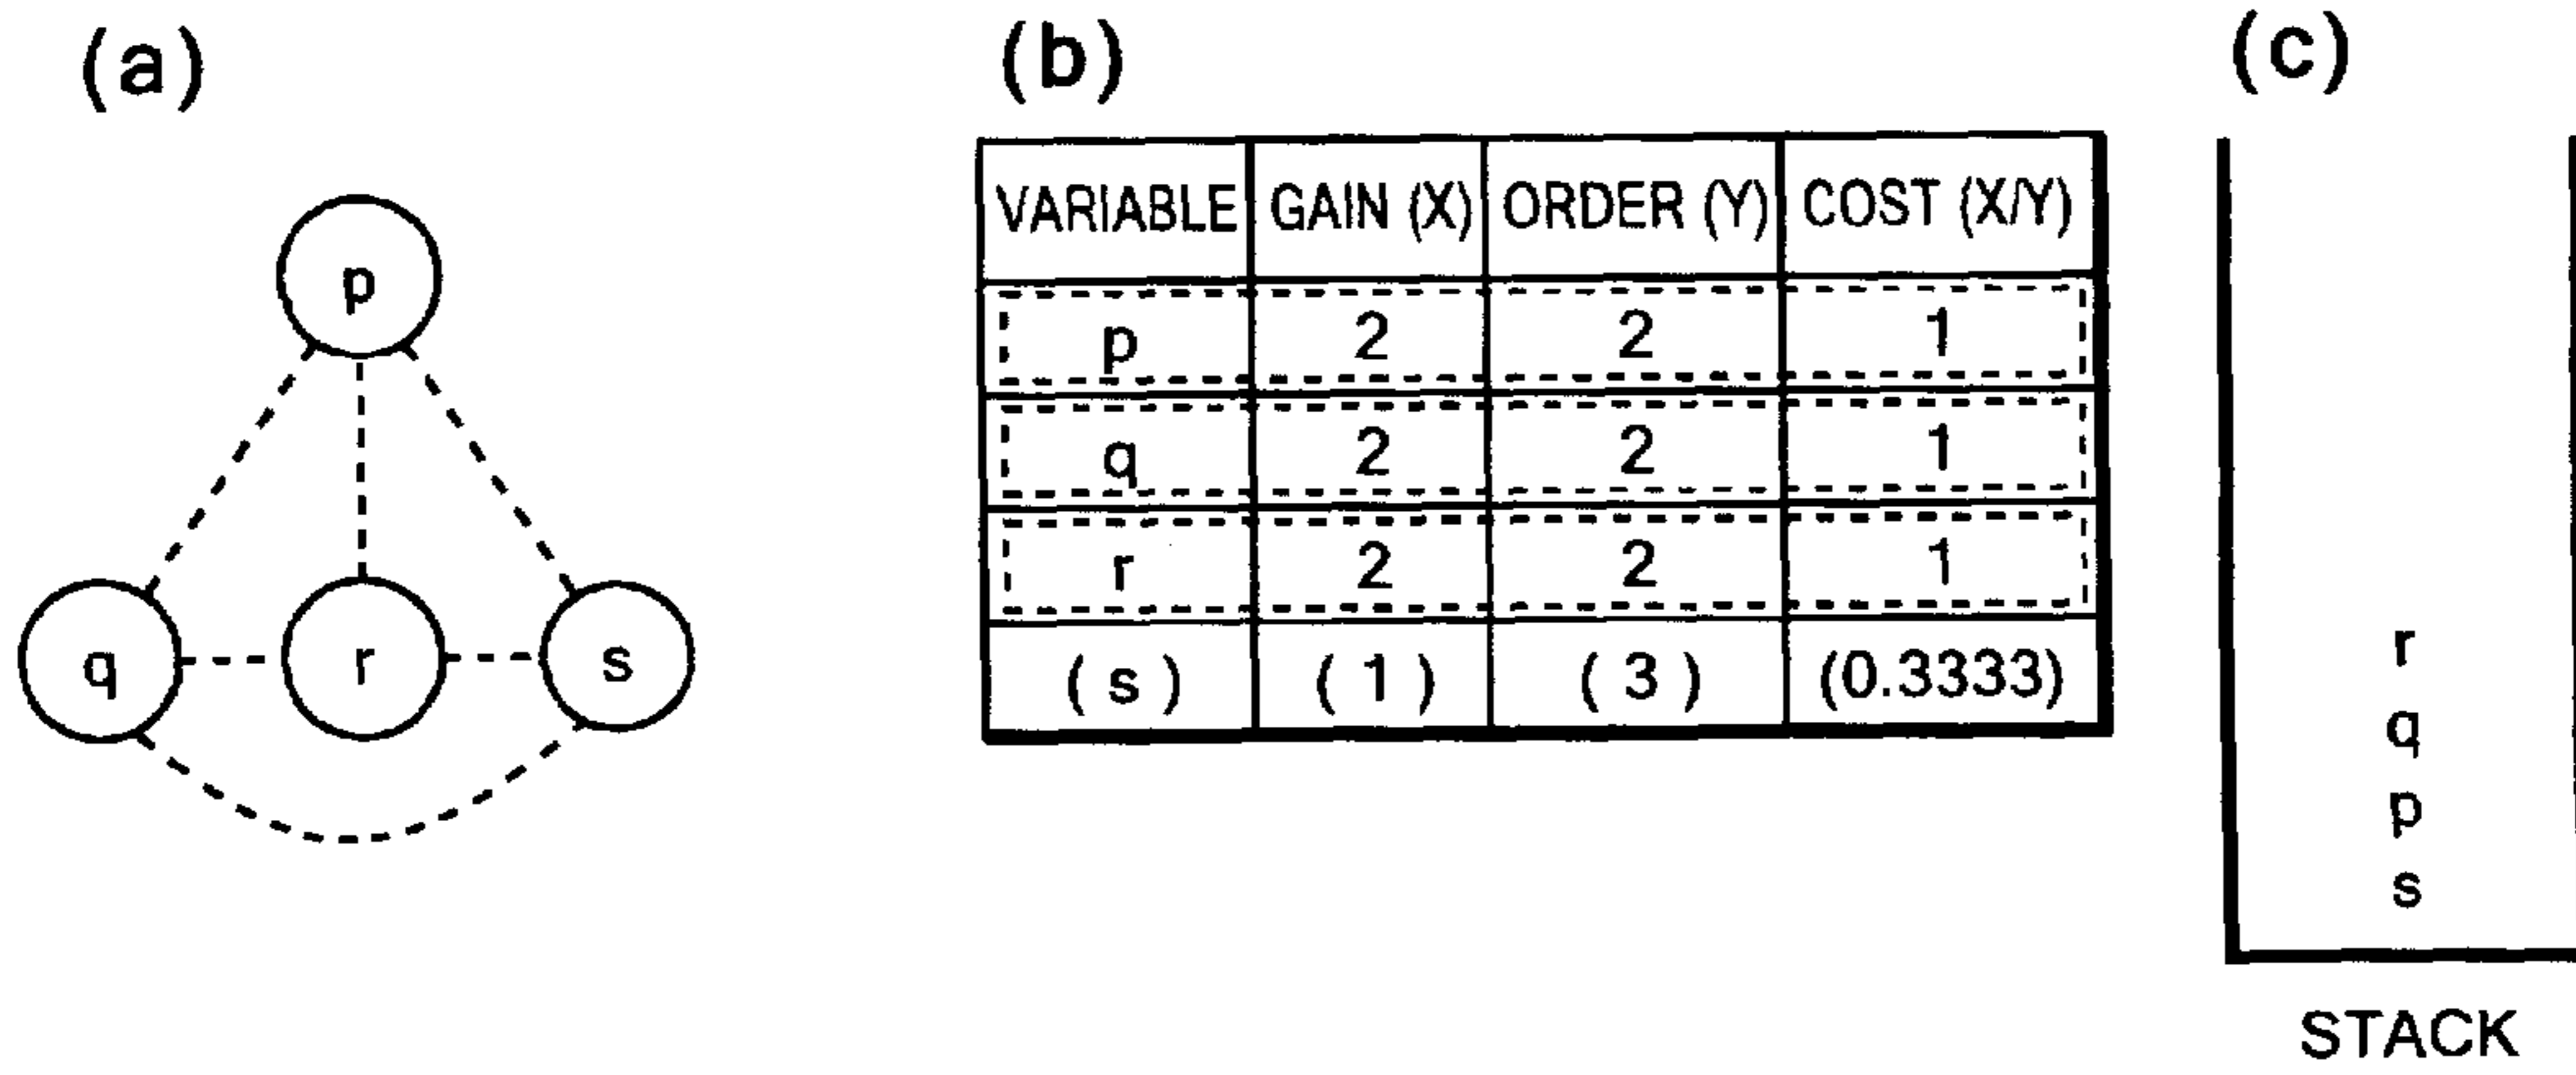 (a)
p
q r s
(b)
VARIABLE GAIN (X) ORDER (Y) COST (X/Y)
p 2 2 1
q 2 2 1
r 2 2 1
( s ) ( 1 ) ( 3 ) (0.3333)
(c)
r
q
p
s
STACK